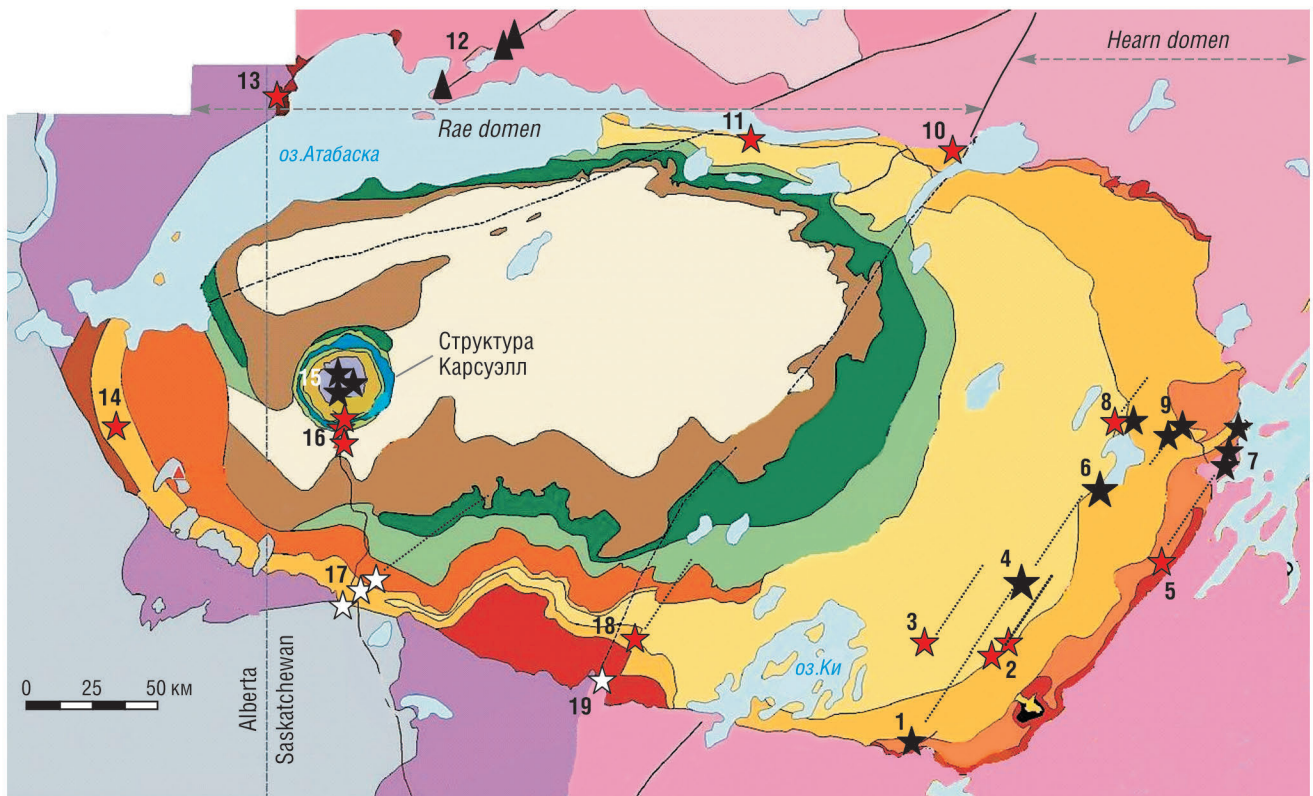 12
Hearn domen
13
Rae domen
11
10
оз.Атабаска
Структура
Карсуэлл
15
14
16
8
9
6
7
17
4
5
3
18
2
оз.Ки
0 25 50 км
Alberta
Saskatchewan
19
1